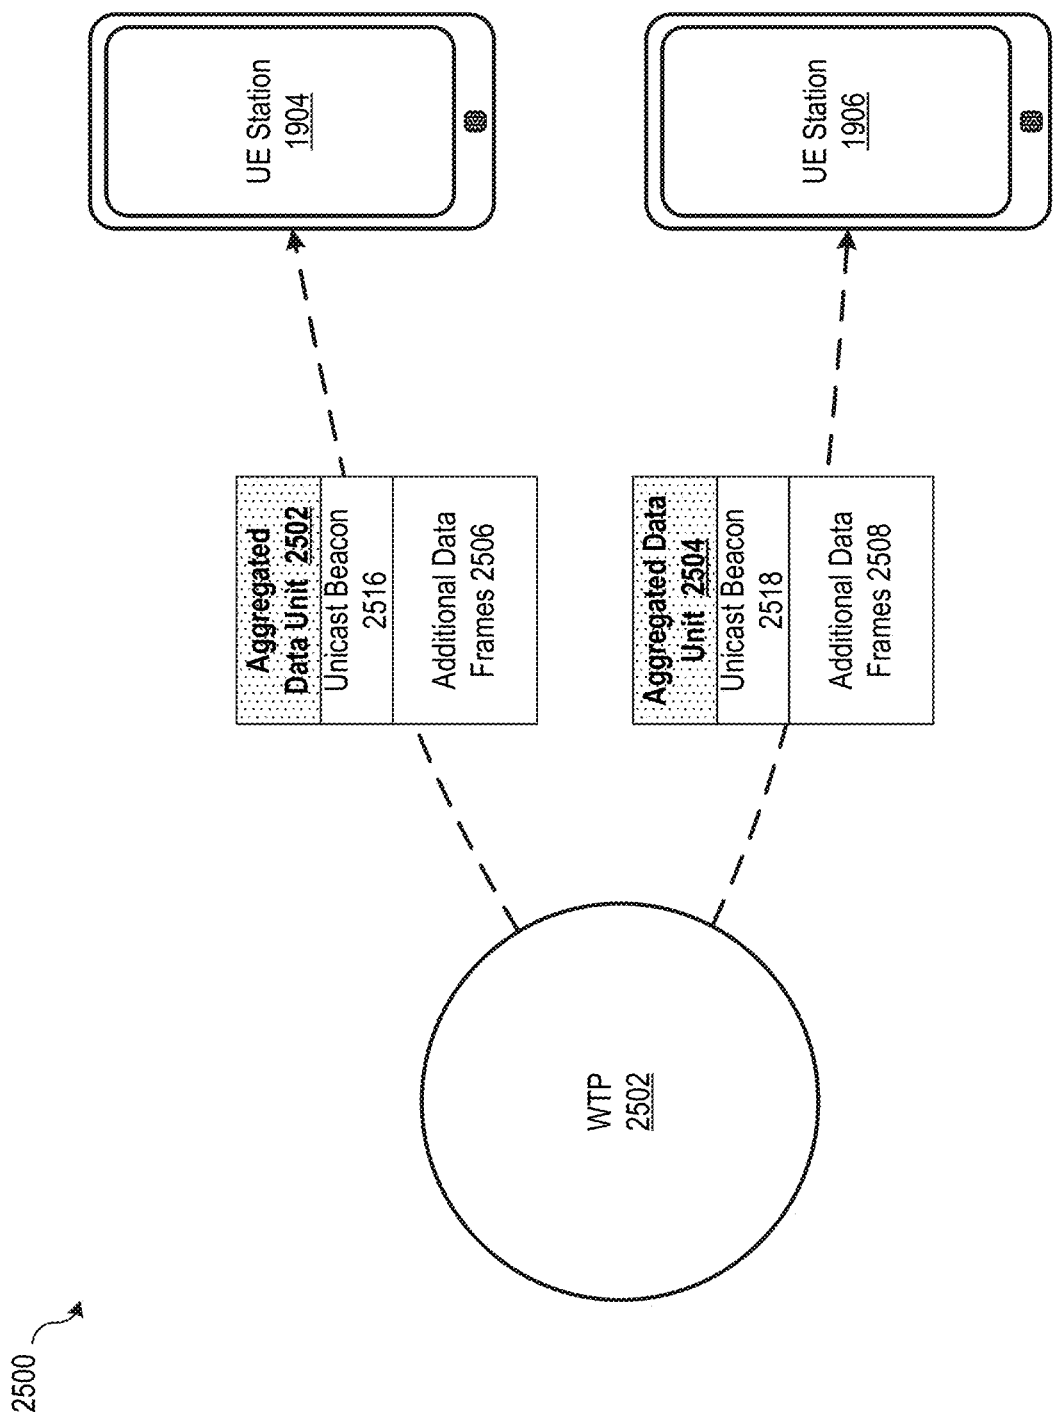 2500
WTP
2502
Aggregated
Data Unit 2502
Unicast Beacon
2516
Additional Data
Frames 2506
Aggregated Data
Unit 2504
Unicast Beacon
2518
Additional Data
Frames 2508
UE Station
1904
UE Station
1906